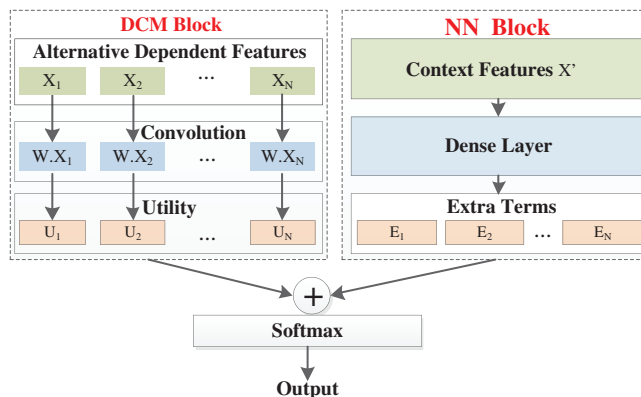 DCM Block
Alternative Dependent Features
X1 X2 ... XN
Convolution
W.X1 W.X2 ... W.XN
Utility
U1 U2 ... UN
NN Block
Context Features X'
Dense Layer
Extra Terms
E1 E2 ... EN
+
Softmax
Output